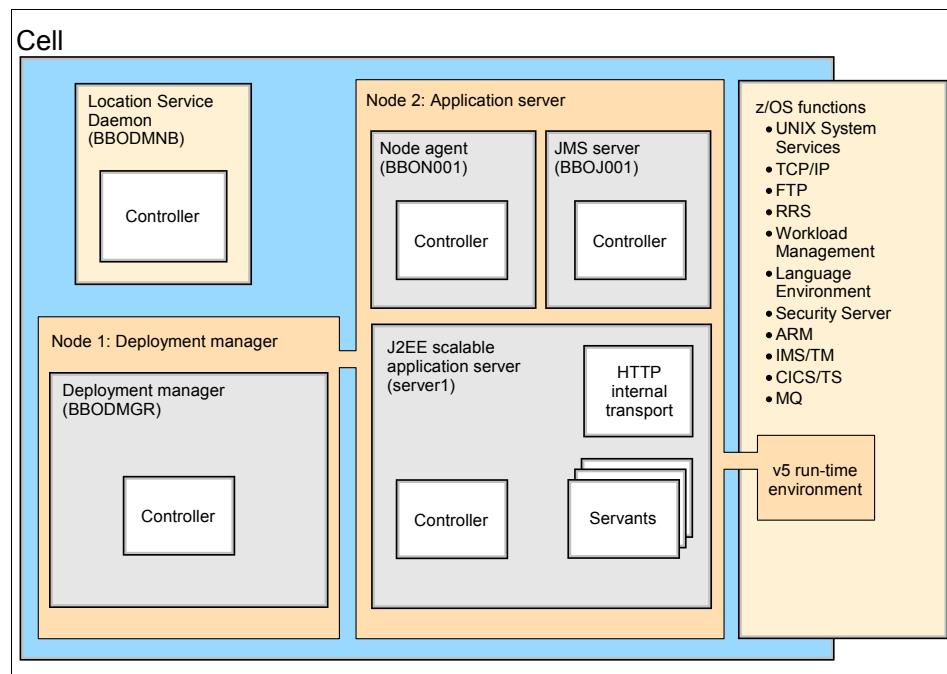 Cell
Location Service
Daemon
(BBODMNB)
Controller
Node 1: Deployment manager
Deployment manager
(BBODMGR)
Controller
Node 2: Application server
Node agent
(BBON001)
Controller
JMS server
(BBOJ001)
Controller
J2EE scalable
application server
(server1)
HTTP
internal
transport
Controller
Servants
z/OS functions
• UNIX System
Services
• TCP/IP
• FTP
• RRS
• Workload
Management
• Language
Environment
• Security Server
• ARM
• IMS/TM
• CICS/TS
• MQ
v5 run-time
environment